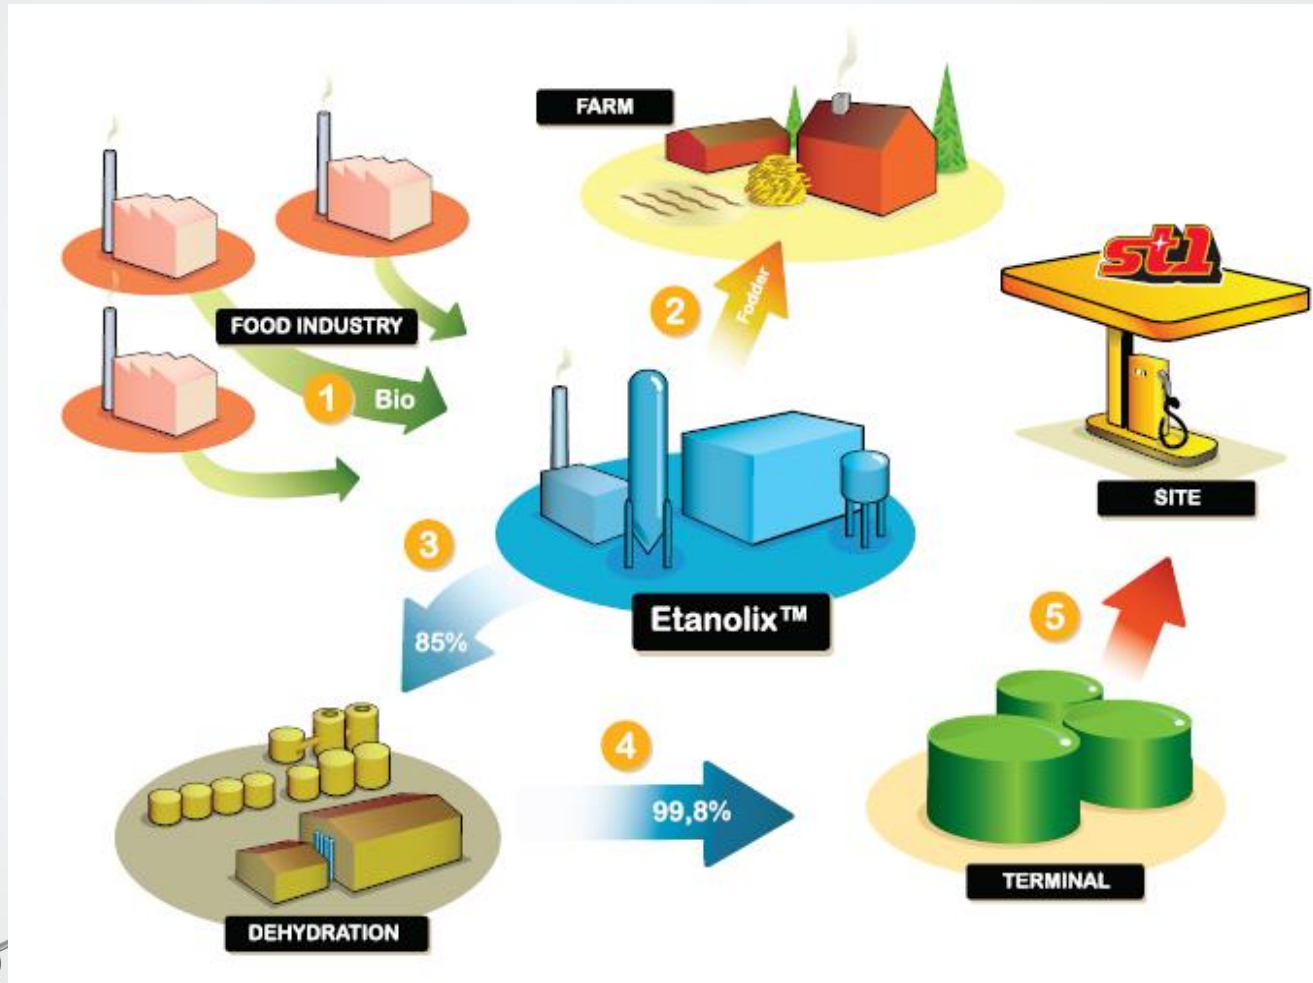 FARM
st1
2
Fodder
FOOD INDUSTRY
1
Bio
SITE
3
85%
Etanolix™
5
4
99,8%
TERMINAL
DEHYDRATION